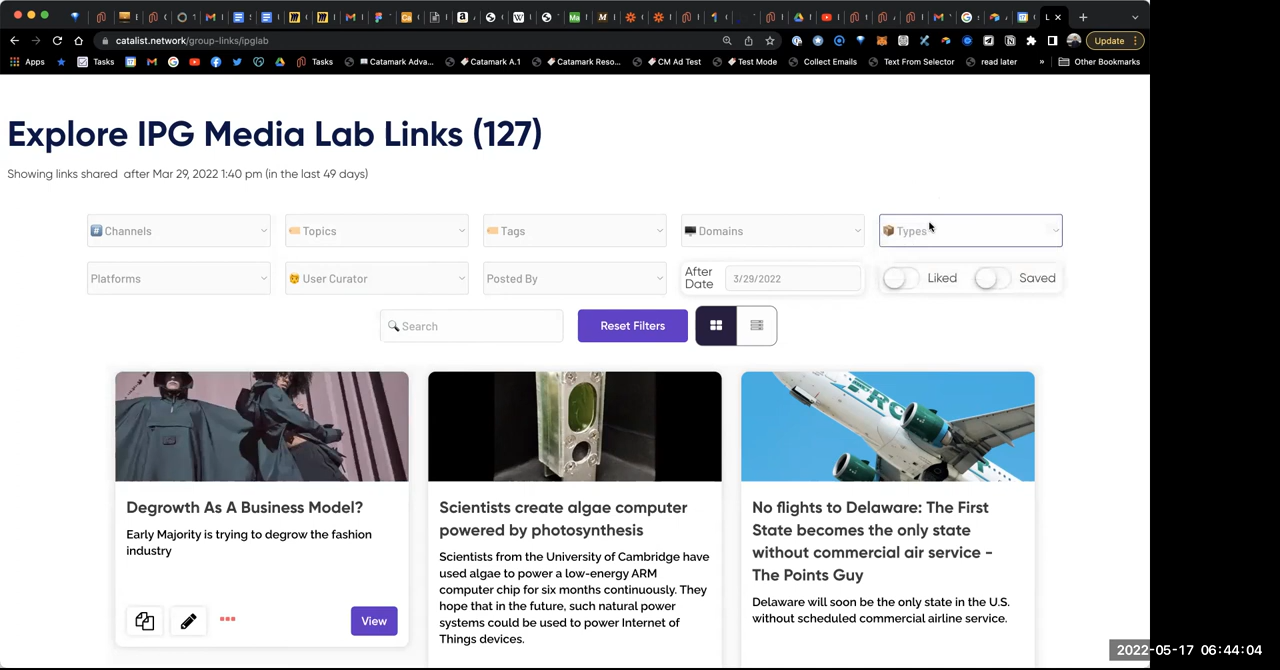 catalist.network/group-links/ipglab
Update
Apps
Tasks
Tasks
Catamark Adva...
Catamark A.1
Catamark Reso...
CM Ad Test
Test Mode
Collect Emails
Text From Selector
read later
»
Other Bookmarks
Explore IPG Media Lab Links (127)
Showing links shared after Mar 29, 2022 1:40 pm (in the last 49 days)
Channels
Topics
Tags
Domains
Types
Platforms
User Curator
Posted By
After
Date
3/29/2022
Liked
Saved
Search
Reset Filters
Degrowth As A Business Model?
Early Majority is trying to degrow the fashion
industry
View
Scientists create algae computer
powered by photosynthesis
Scientists from the University of Cambridge have
used algae to power a low-energy ARM
computer chip for six months continuously. They
hope that in the future, such natural power
systems could be used to power Internet of
Things devices.
FRO
No flights to Delaware: The First
State becomes the only state
without commercial air service -
The Points Guy
Delaware will soon be the only state in the U.S.
without scheduled commercial airline service.
2022-05-17 06:44:04